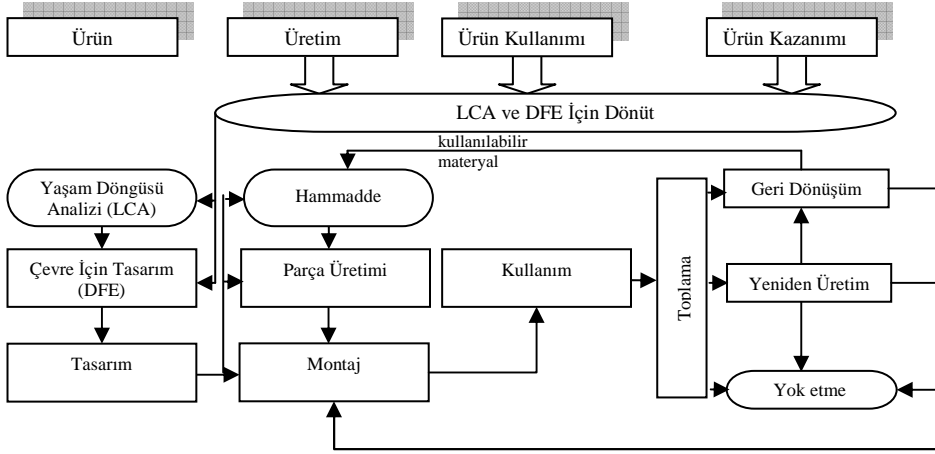 Ürün
Üretim
Ürün Kullanımı
Ürün Kazanımı
LCA ve DFE İçin Dönüt
kullanılabilir
materyal
Yaşam Döngüsü
Analizi (LCA)
Hammadde
Geri Dönüşüm
Çevre İçin Tasarım
(DFE)
Parça Üretimi
Kullanım
Toplama
Yeniden Üretim
Tasarım
Montaj
Yok etme